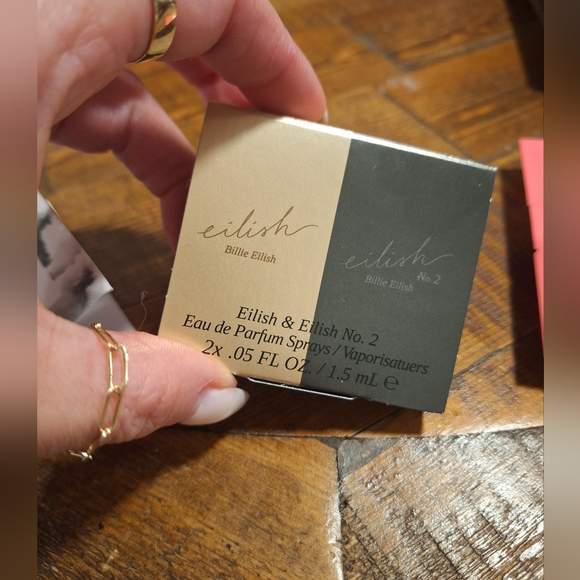 eilish
Billie Eilish
eilish
No. 2
Billie Eilish
Eilish & Eilish No. 2
Eau de Parfum Sprays / Vaporisatuers
2x .05 FL OZ. / 1.5 mL ℮